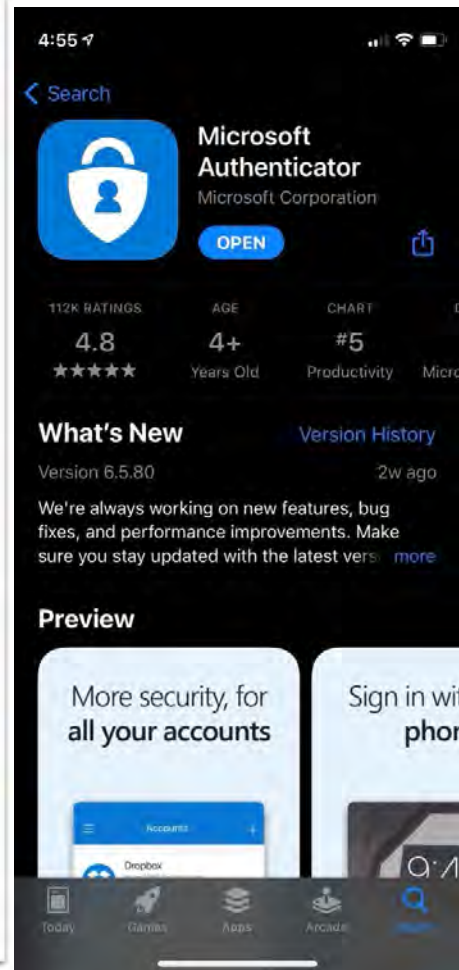 4:55
Search
Microsoft
Authenticator
Microsoft Corporation
OPEN
112K RATINGS
4.8
★★★★★
AGE
4+
Years Old
CHART
#5
Productivity
What's New
Version History
Version 6.5.80
2w ago
We're always working on new features, bug
fixes, and performance improvements. Make
sure you stay updated with the latest vers more
Preview
More security, for
all your accounts
Accounts
Dropbox
Sign in
Today
Games
Apps
Arcade